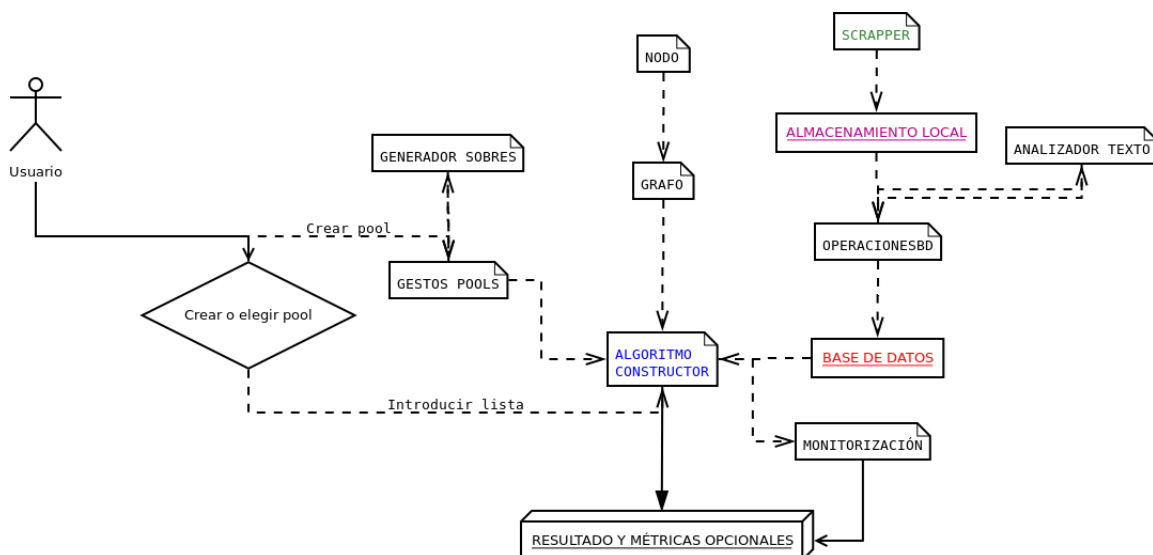 SCRAPPER
NODO
ALMACENAMIENTO LOCAL
GENERADOR SOBRES
ANALIZADOR TEXTO
Usuario
GRAFO
Crear pool
OPERACIONESBD
GESTOS POOLS
Crear o elegir pool
ALGORITMO
CONSTRUCTOR
BASE DE DATOS
Introducir lista
MONITORIZACIÓN
RESULTADO Y MÉTRICAS OPCIONALES